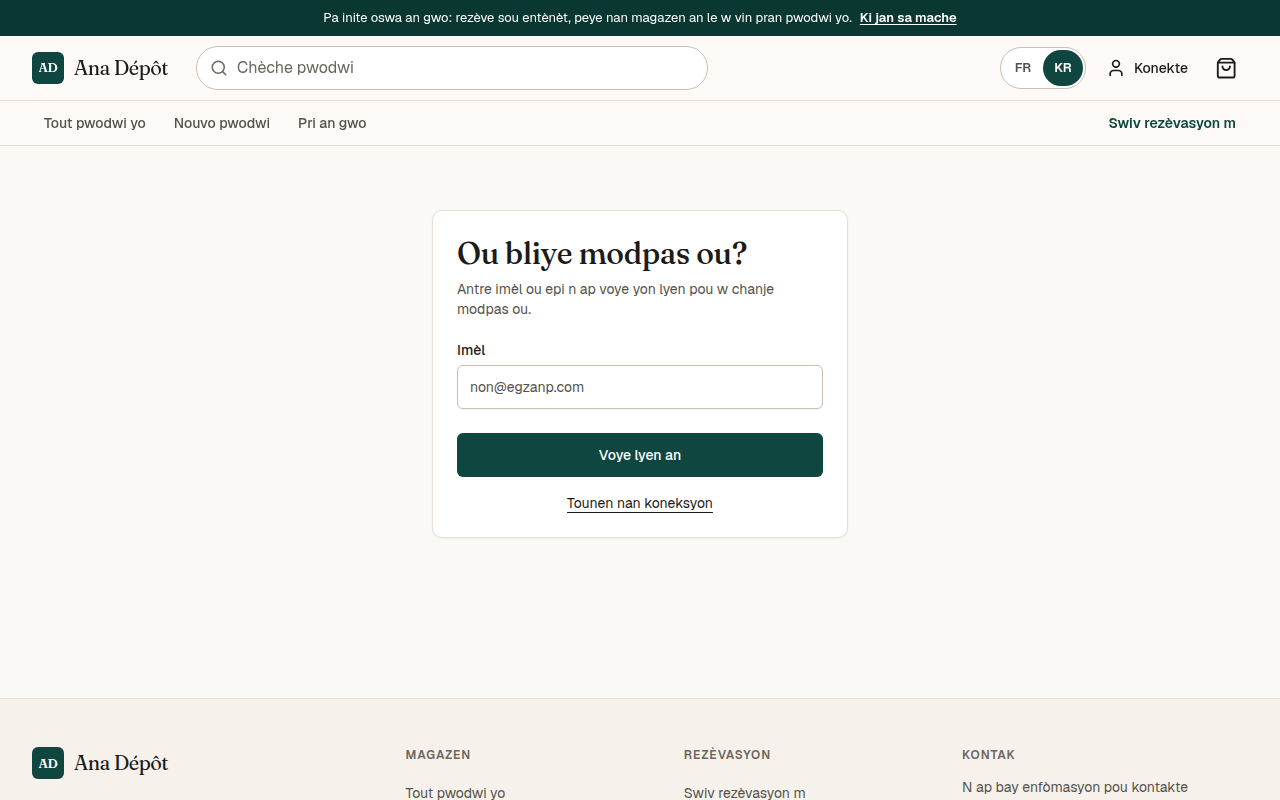 Pa inite oswa an gwo: rezève sou entènèt, peye nan magazen an le w vin pran pwodwi yo. Ki jan sa mache
AD Ana Dépôt
Chèche pwodwi
FR KR
Konekte
Tout pwodwi yo
Nouvo pwodwi
Pri an gwo
Swiv rezèvasyon m
Ou bliye modpas ou?
Antre imèl ou epi n ap voye yon lyen pou w chanje
modpas ou.
Imèl
non@egzanp.com
Voye lyen an
Tounen nan koneksyon
AD Ana Dépôt
MAGAZEN
Tout pwodwi yo
REZÈVASYON
Swiv rezèvasyon m
KONTAK
N ap bay enfòmasyon pou kontakte